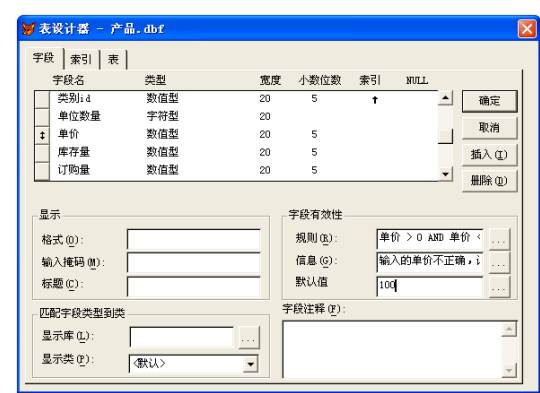 表设计器 - 产品.dbf
字段 索引 表
字段名 类型 宽度 小数位数 索引 NULL
类别id 数值型 20 5 ↑
单位数量 字符型 20
单价 数值型 20 5
库存量 数值型 20 5
订购量 数值型 20 5
确定
取消
插入(I)
删除(D)
显示
格式(O):
输入掩码(M):
标题(C):
字段有效性
规则(R): 单价 > 0 AND 单价 < ...
信息(G): 输入的单价不正确, ...
默认值 100 ...
匹配字段类型到类
显示库(L): ...
显示类(P): <默认>
字段注释(F):